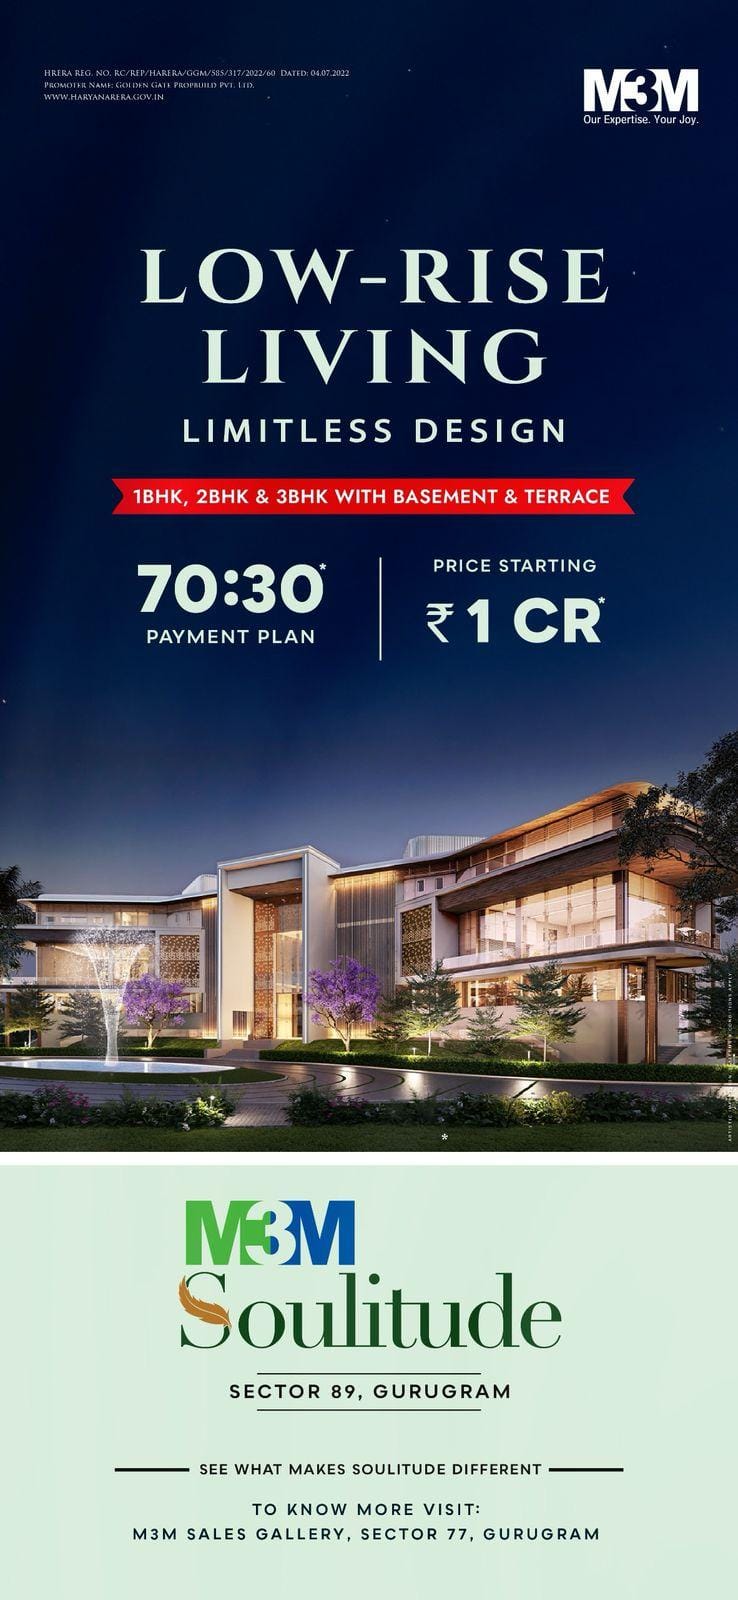 HRERA REG. NO. RC/REP/HARERA/GGM/585/317/2022/60 DATED: 04.07.2022
PROMOTER NAME: GOLDEN GATE PROPBUILD PVT. LTD.
WWW.HARYANARERA.GOV.IN
M3M
Our Expertise. Your Joy.
LOW-RISE
LIVING
LIMITLESS DESIGN
1BHK, 2BHK & 3BHK WITH BASEMENT & TERRACE
70:30*
PAYMENT PLAN
PRICE STARTING
₹ 1 CR*
*
M3M
Soulitude
SECTOR 89, GURUGRAM
SEE WHAT MAKES SOULITUDE DIFFERENT
TO KNOW MORE VISIT:
M3M SALES GALLERY, SECTOR 77, GURUGRAM